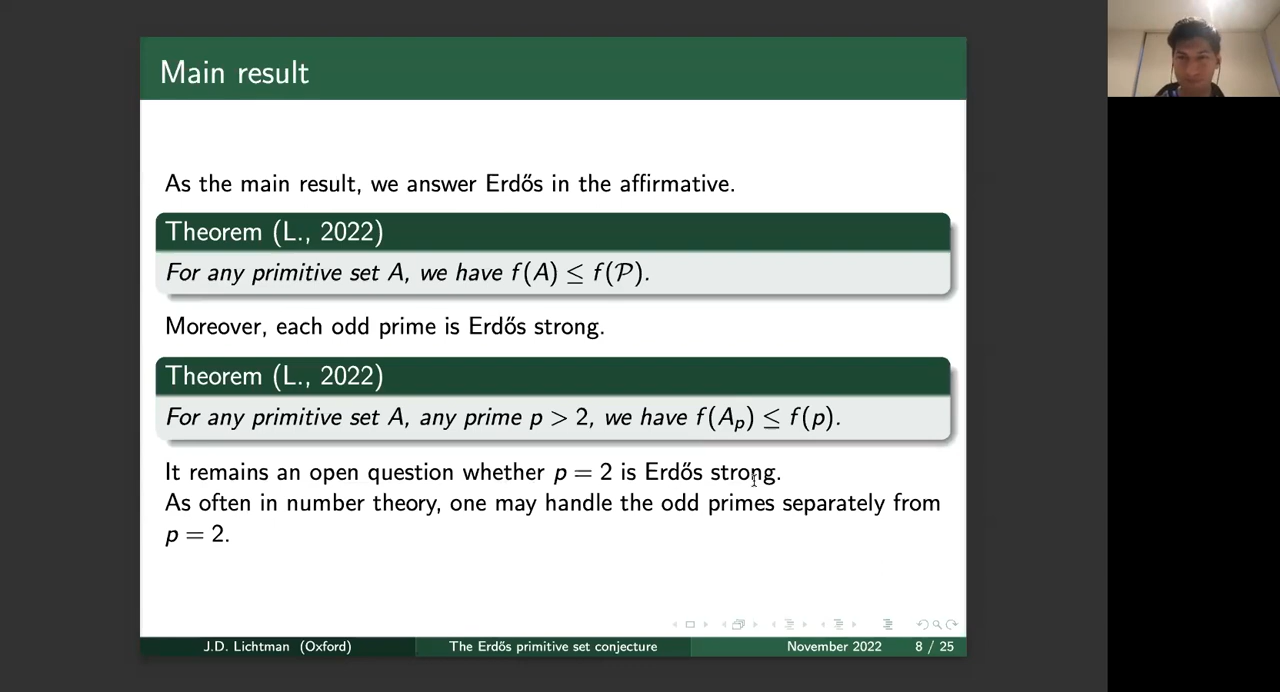 Main result
As the main result, we answer Erdős in the affirmative.
Theorem (L., 2022)
For any primitive set A, we have f(A) ≤ f(𝒫).
Moreover, each odd prime is Erdős strong.
Theorem (L., 2022)
For any primitive set A, any prime p > 2, we have f(Aₚ) ≤ f(p).
It remains an open question whether p = 2 is Erdős strong.
As often in number theory, one may handle the odd primes separately from
p = 2.
J.D. Lichtman (Oxford) The Erdős primitive set conjecture November 2022 8 / 25